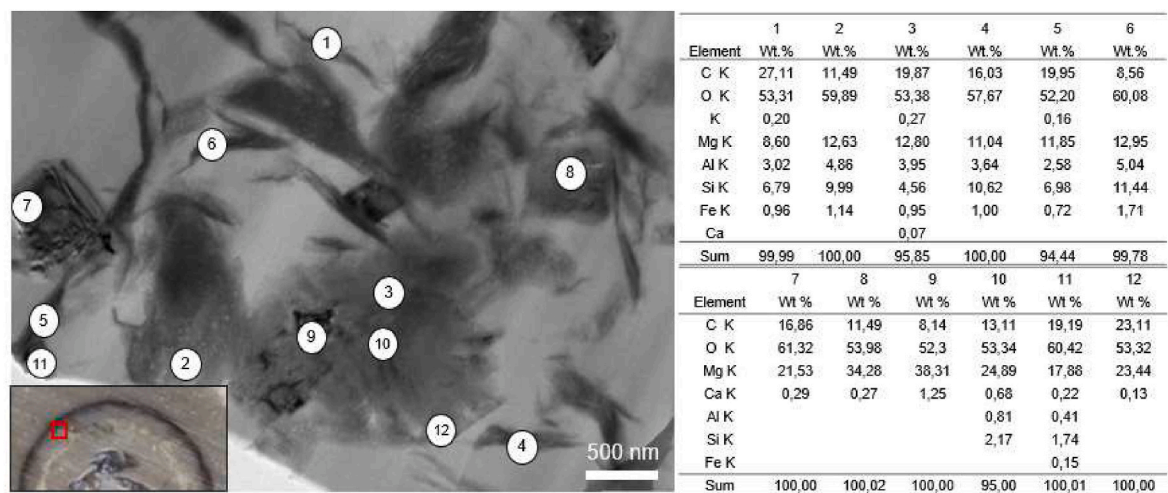 1
6
8
7
3
5
9
10
11
2
12
4
500 nm
1 2 3 4 5 6
Element Wt.% Wt.% Wt.% Wt.% Wt.% Wt.%
C K 27,11 11,49 19,87 16,03 19,95 8,56
O K 53,31 59,89 53,38 57,67 52,20 60,08
K 0,20 0,27 0,16
Mg K 8,60 12,63 12,80 11,04 11,85 12,95
Al K 3,02 4,86 3,95 3,64 2,58 5,04
Si K 6,79 9,99 4,56 10,62 6,98 11,44
Fe K 0,96 1,14 0,95 1,00 0,72 1,71
Ca 0,07
Sum 99,99 100,00 95,85 100,00 94,44 99,78
7 8 9 10 11 12
Element Wt % Wt % Wt % Wt % Wt % Wt %
C K 16,86 11,49 8,14 13,11 19,19 23,11
O K 61,32 53,98 52,3 53,34 60,42 53,32
Mg K 21,53 34,28 38,31 24,89 17,88 23,44
Ca K 0,29 0,27 1,25 0,68 0,22 0,13
Al K 0,81 0,41
Si K 2,17 1,74
Fe K 0,15
Sum 100,00 100,02 100,00 95,00 100,01 100,00